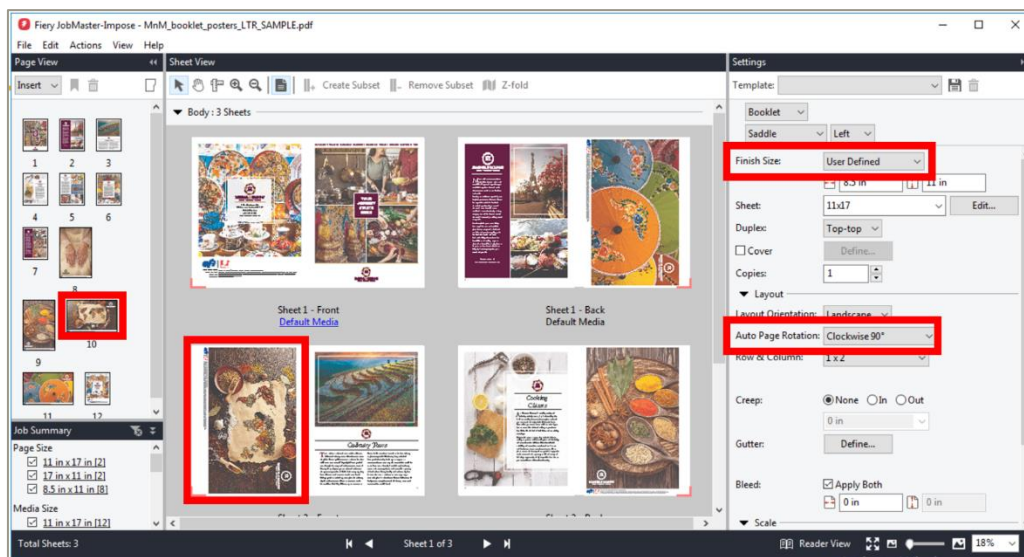 Fiery JobMaster-Impose - MnM_booklet_posters_LTR_SAMPLE.pdf
File Edit Actions View Help
Page View
Insert
1 2 3
4 5 6
7
8
9
10
11 12
Job Summary
Page Size
11 in x 17 in [2]
17 in x 11 in [2]
8.5 in x 11 in [8]
Media Size
11 in x 17 in [12]
Total Sheets: 3
Sheet View
Create Subset Remove Subset Z-fold
Body : 3 Sheets
Sheet 1 - Front
Default Media
Sheet 1 - Back
Default Media
Culinary Tours
Cooking
Classes
Sheet 1 of 3
Settings
Template:
Booklet
Saddle Left
Finish Size: User Defined
8.5 in 11 in
Sheet: 11x17 Edit...
Duplex: Top-top
Cover Define...
Copies: 1
Layout
Layout Orientation: Landscape
Auto Page Rotation: Clockwise 90°
Row & Column: 1 x 2
Creep: None In Out
0 in
Gutter: Define...
Bleed: Apply Both
0 in 0 in
Scale
Reader View 18%